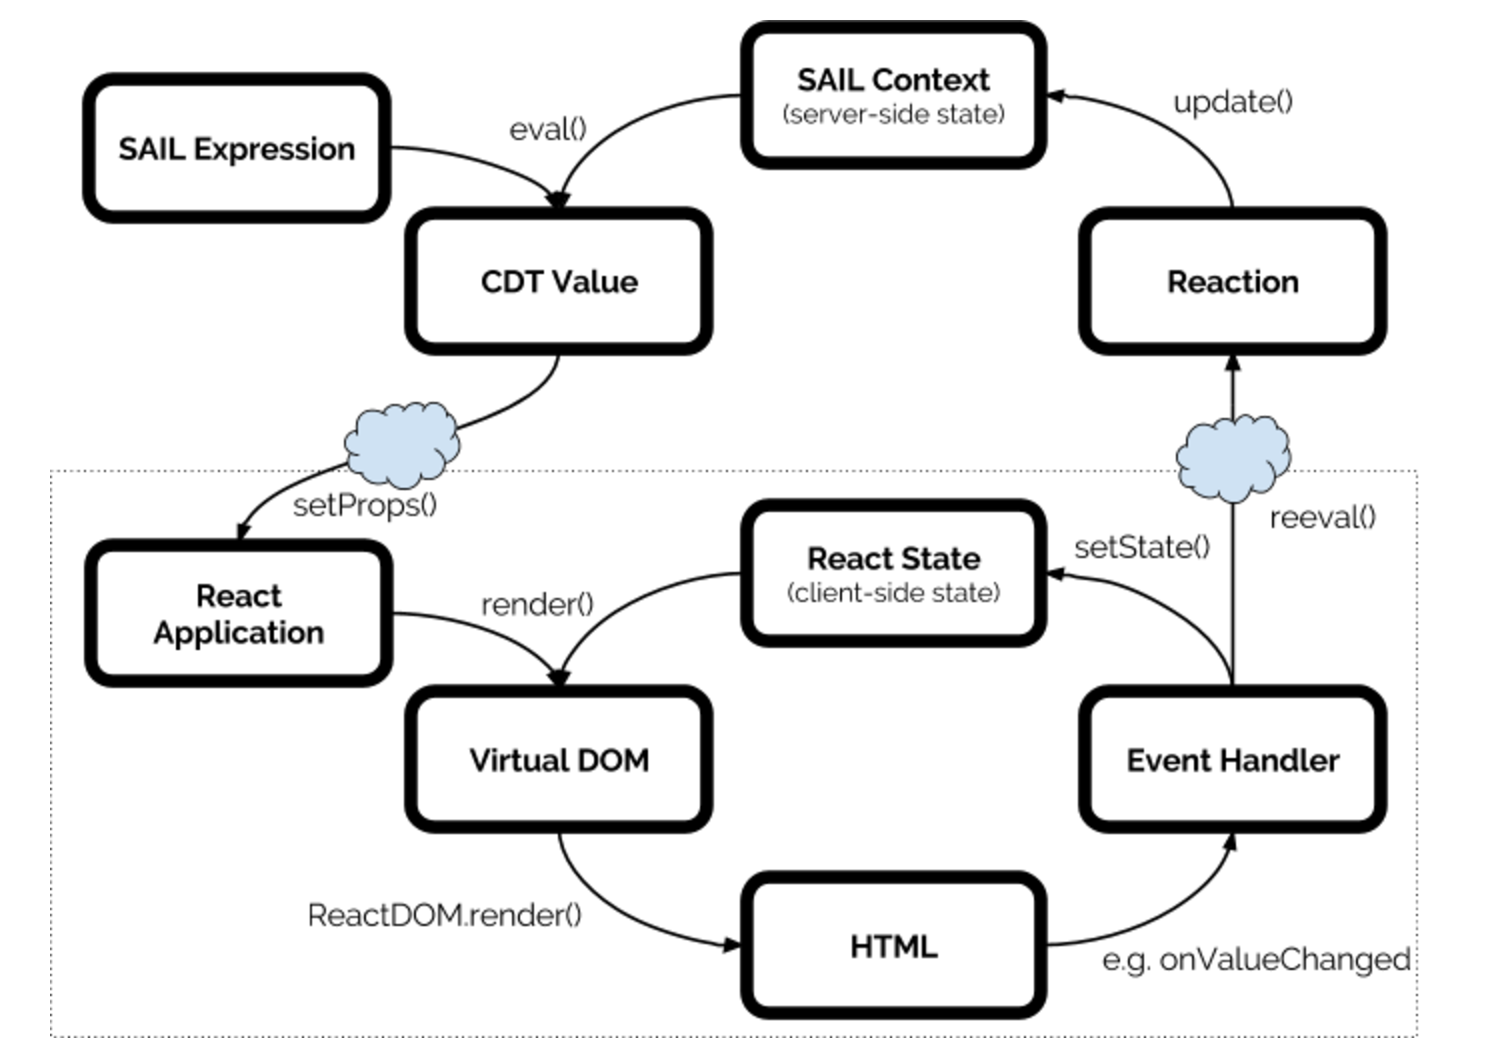 SAIL Context
(server-side state)
update()
SAIL Expression
eval()
CDT Value
Reaction
setProps()
reeval()
React State
(client-side state)
setState()
React
Application
render()
Virtual DOM
Event Handler
ReactDOM.render()
HTML
e.g. onValueChanged